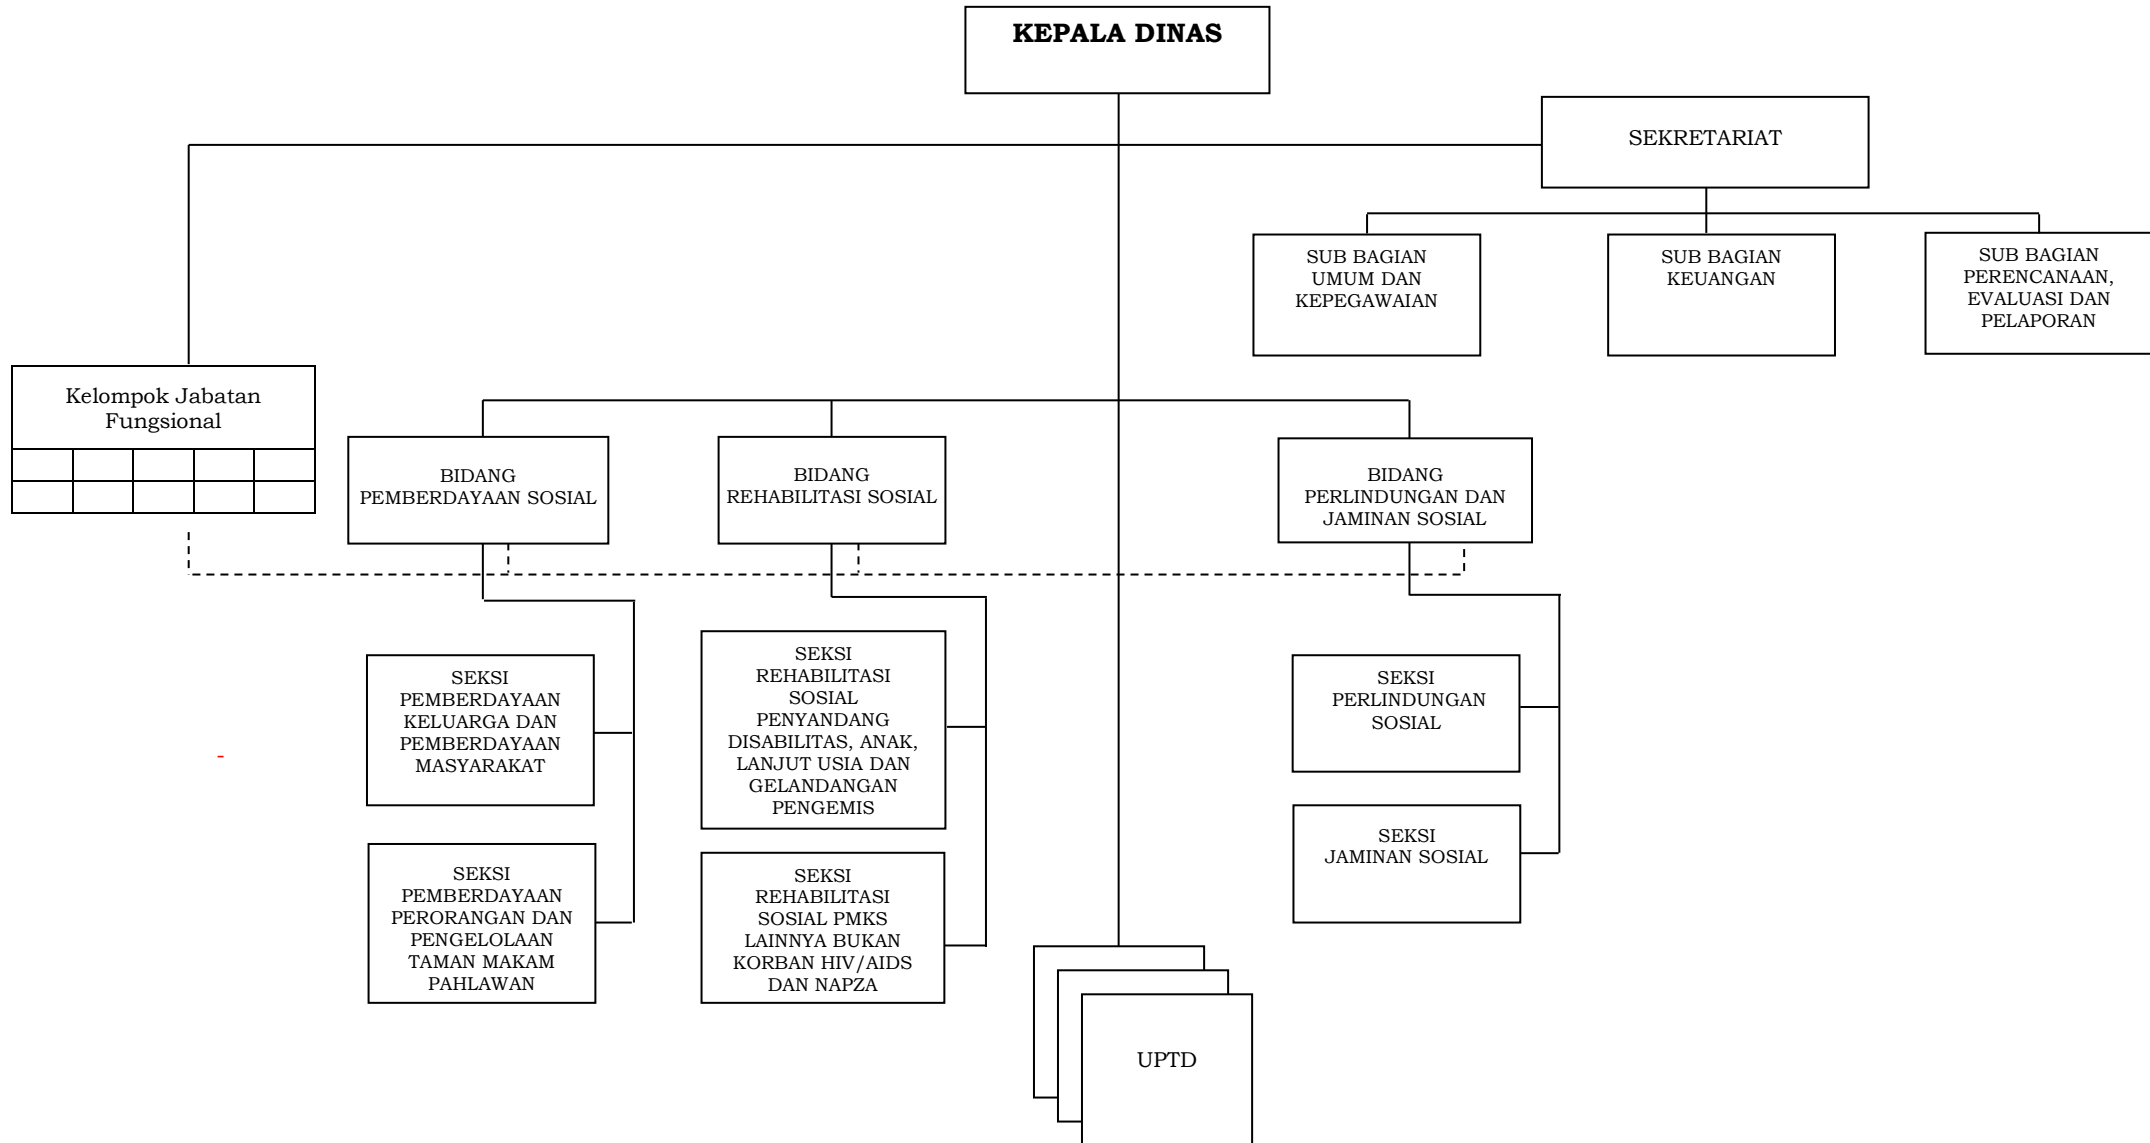 KEPALA DINAS
SEKRETARIAT
SUB BAGIAN
UMUM DAN
KEPEGAWAIAN
SUB BAGIAN
KEUANGAN
SUB BAGIAN
PERENCANAAN,
EVALUASI DAN
PELAPORAN
Kelompok Jabatan
Fungsional
BIDANG
PEMBERDAYAAN SOSIAL
BIDANG
REHABILITASI SOSIAL
BIDANG
PERLINDUNGAN DAN
JAMINAN SOSIAL
SEKSI
PEMBERDAYAAN
KELUARGA DAN
PEMBERDAYAAN
MASYARAKAT
SEKSI
REHABILITASI
SOSIAL
PENYANDANG
DISABILITAS, ANAK,
LANJUT USIA DAN
GELANDANGAN
PENGEMIS
SEKSI
PERLINDUNGAN
SOSIAL
-
SEKSI
PEMBERDAYAAN
PERORANGAN DAN
PENGELOLAAN
TAMAN MAKAM
PAHLAWAN
SEKSI
REHABILITASI
SOSIAL PMKS
LAINNYA BUKAN
KORBAN HIV/AIDS
DAN NAPZA
SEKSI
JAMINAN SOSIAL
UPTD